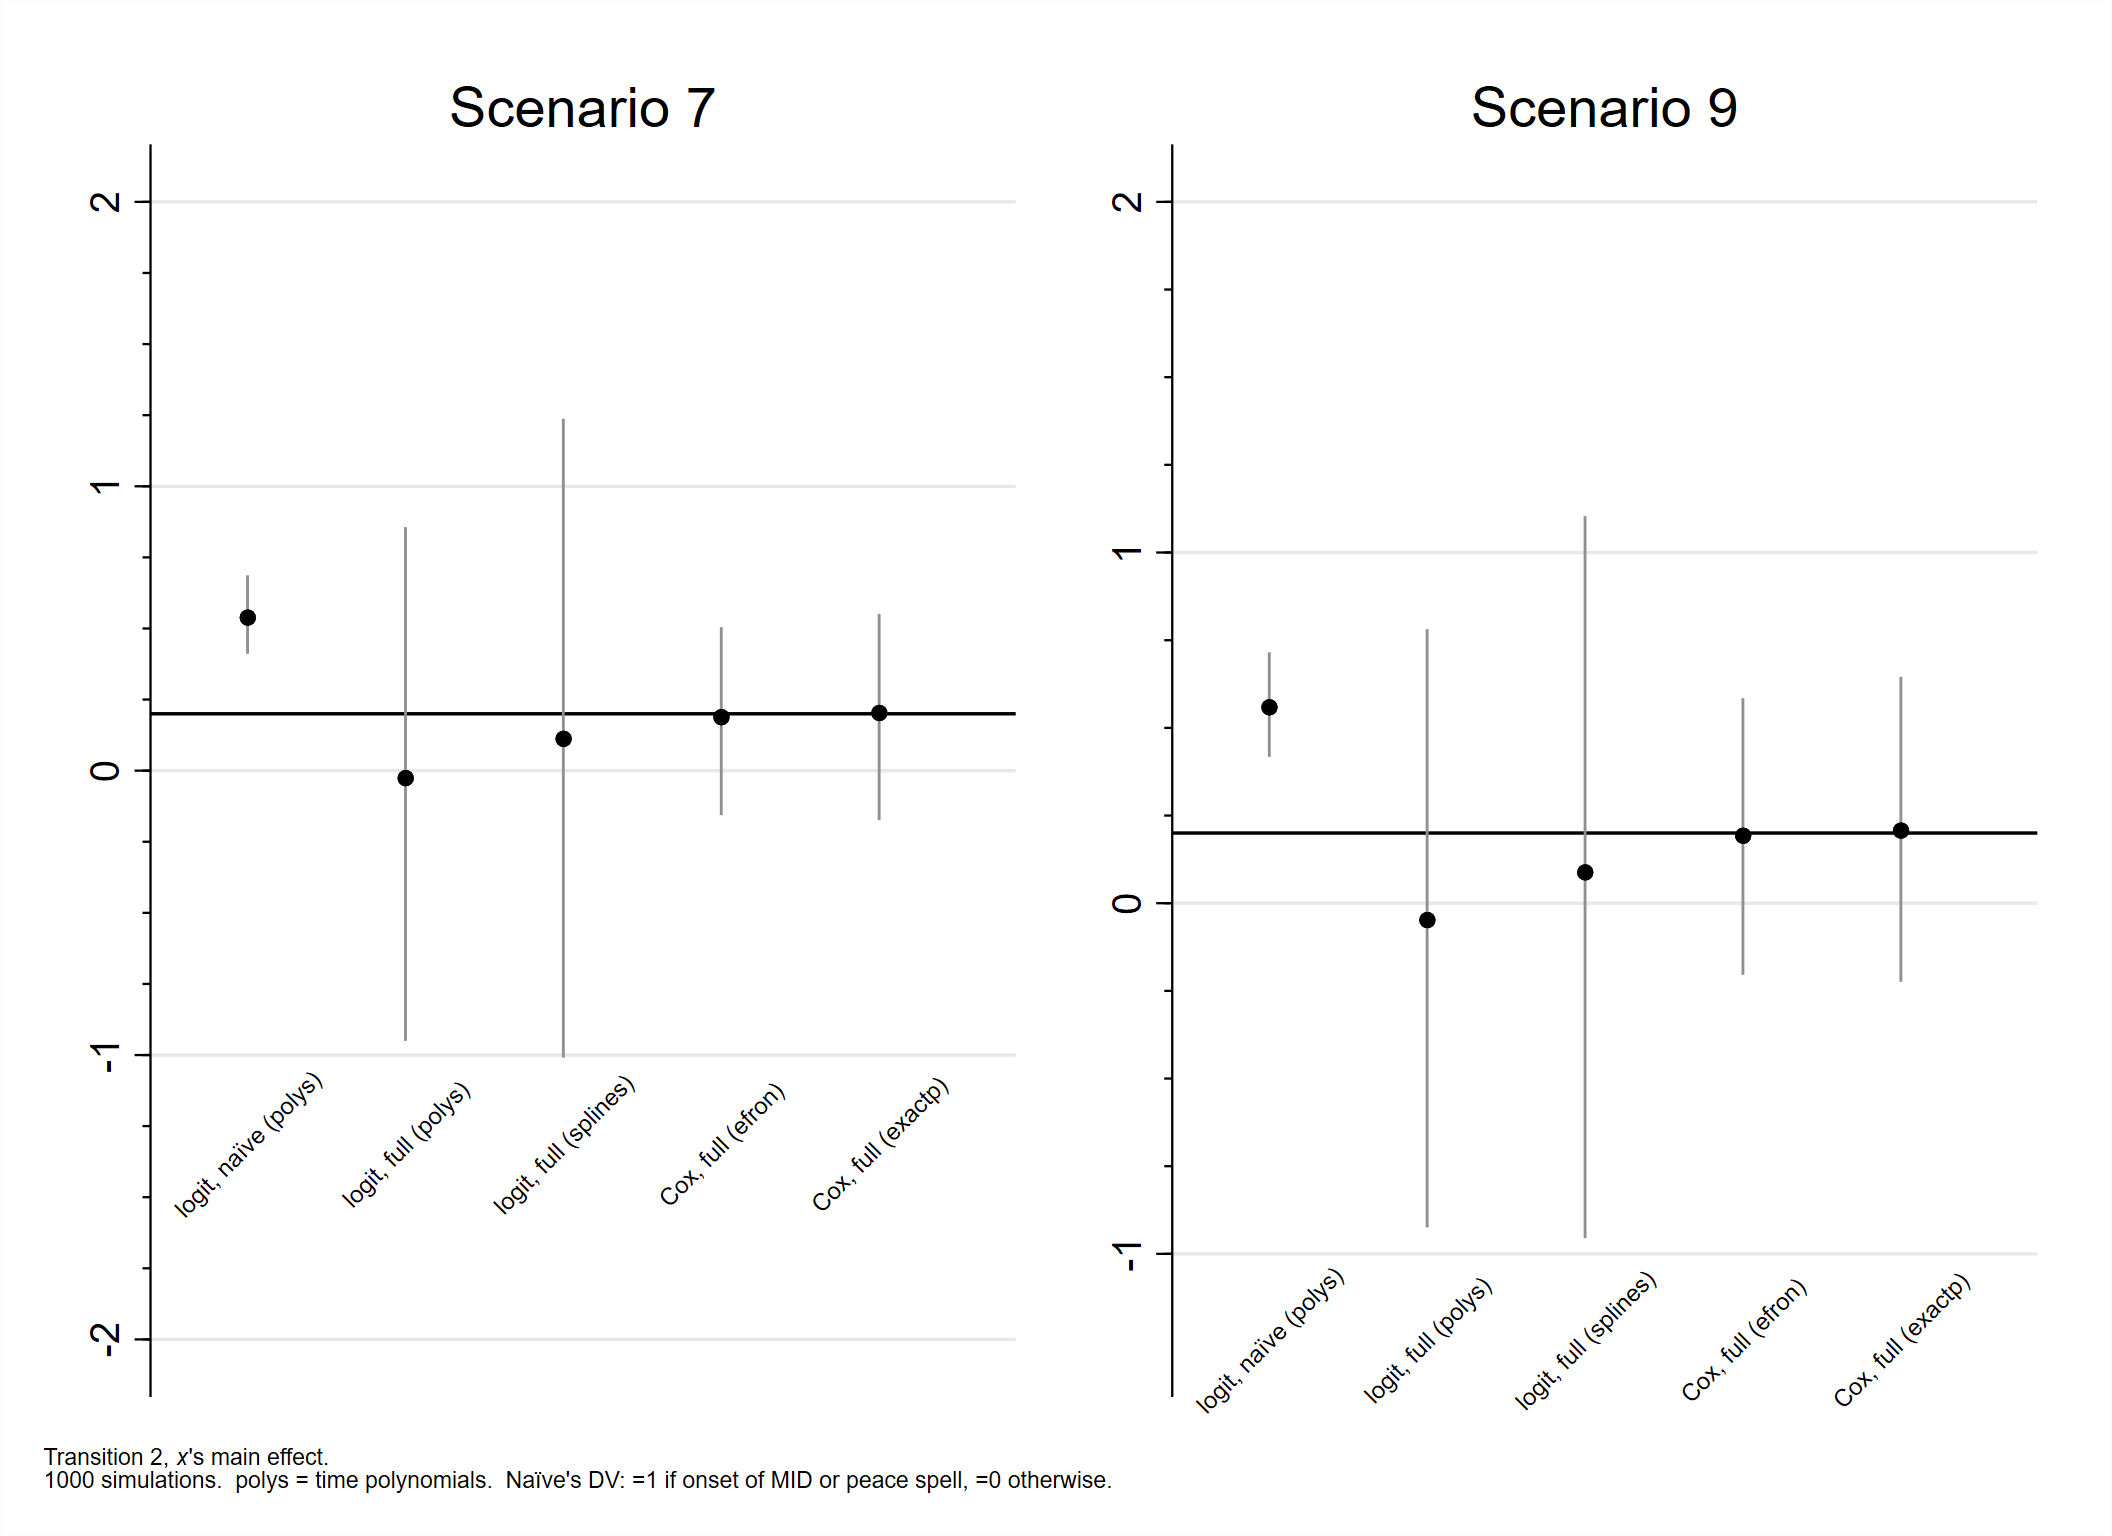 Scenario 7
2
1
0
-1
-2
logit, naïve (polys)
logit, full (polys)
logit, full (splines)
Cox, full (efron)
Cox, full (exactp)
Scenario 9
2
1
0
-1
logit, naïve (polys)
logit, full (polys)
logit, full (splines)
Cox, full (efron)
Cox, full (exactp)
Transition 2, x's main effect.
1000 simulations.  polys = time polynomials.  Naïve's DV: =1 if onset of MID or peace spell, =0 otherwise.